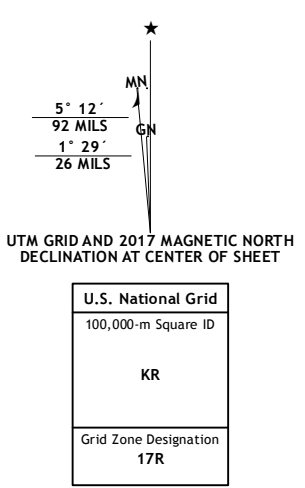 MN
5° 12´
92 MILS
GN
1° 29´
26 MILS
UTM GRID AND 2017 MAGNETIC NORTH
DECLINATION AT CENTER OF SHEET
U.S. National Grid
100,000-m Square ID
KR
Grid Zone Designation
17R